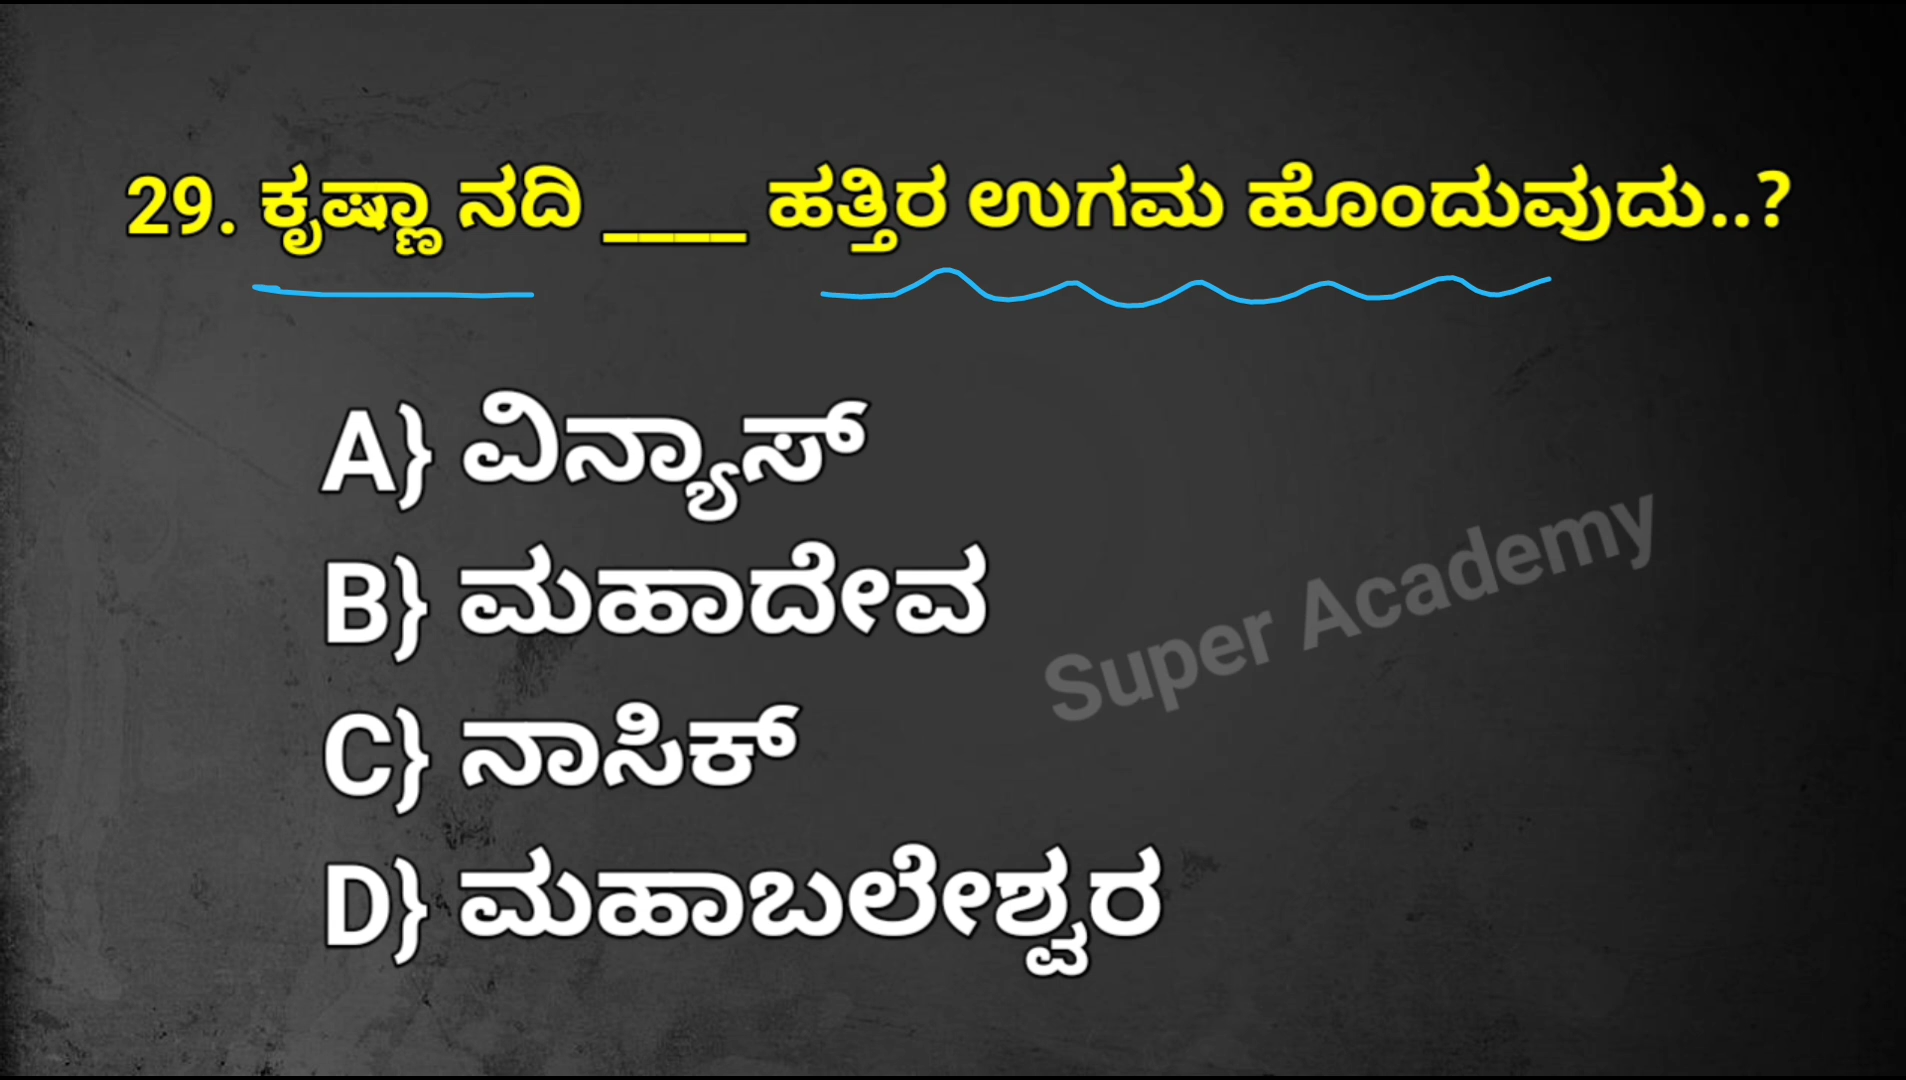 29. ಕೃಷ್ಣಾ ನದಿ ____ ಹತ್ತಿರ ಉಗಮ ಹೊಂದುವುದು..?
A} ವಿನ್ಯಾಸ್
B} ಮಹಾದೇವ
Super Academy
C} ನಾಸಿಕ್
D} ಮಹಾಬಲೇಶ್ವರ